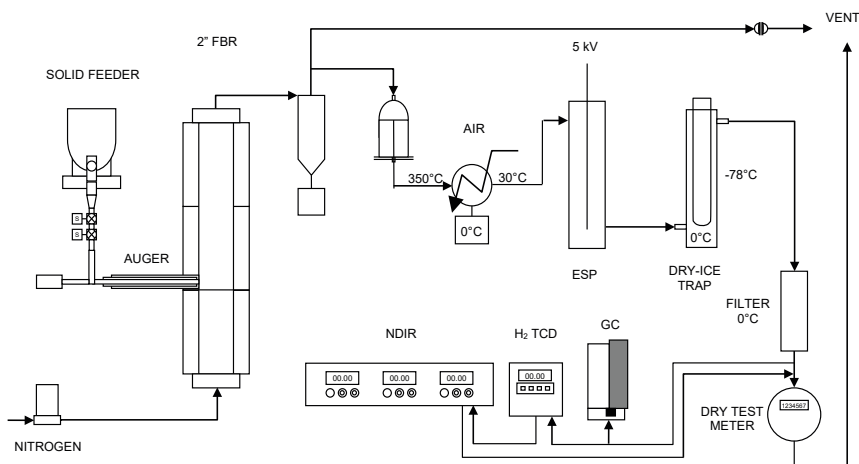 VENT
2" FBR
5 kV
SOLID FEEDER
AIR
350°C
30°C
-78°C
0°C
0°C
S
S
AUGER
ESP
DRY-ICE
TRAP
FILTER
0°C
NDIR
H₂ TCD
GC
00.00
00.00
00.00
00.00
1234567
DRY TEST
METER
NITROGEN